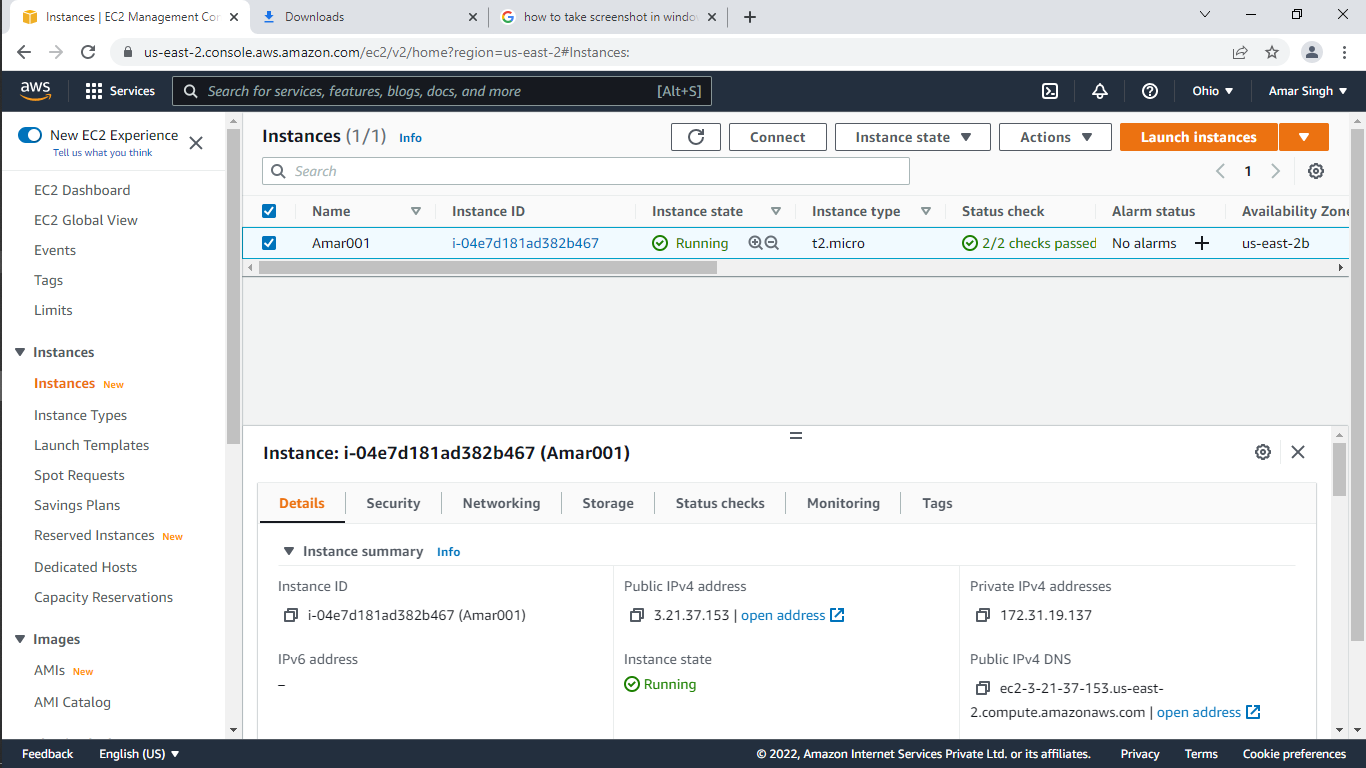 Instances | EC2 Management Con
Downloads
how to take screenshot in windo
us-east-2.console.aws.amazon.com/ec2/v2/home?region=us-east-2#Instances:
aws
Services
Search for services, features, blogs, docs, and more
[Alt+S]
Ohio
Amar Singh
New EC2 Experience
Tell us what you think
EC2 Dashboard
EC2 Global View
Events
Tags
Limits
Instances
Instances New
Instance Types
Launch Templates
Spot Requests
Savings Plans
Reserved Instances New
Dedicated Hosts
Capacity Reservations
Images
AMIs New
AMI Catalog
Instances (1/1) Info
Connect
Instance state
Actions
Launch instances
Search
1
Name
Instance ID
Instance state
Instance type
Status check
Alarm status
Availability Zone
Amar001
i-04e7d181ad382b467
Running
t2.micro
2/2 checks passed
No alarms
us-east-2b
Instance: i-04e7d181ad382b467 (Amar001)
Details
Security
Networking
Storage
Status checks
Monitoring
Tags
Instance summary Info
Instance ID
i-04e7d181ad382b467 (Amar001)
Public IPv4 address
3.21.37.153 | open address
Private IPv4 addresses
172.31.19.137
IPv6 address
–
Instance state
Running
Public IPv4 DNS
ec2-3-21-37-153.us-east-
2.compute.amazonaws.com | open address
Feedback
English (US)
© 2022, Amazon Internet Services Private Ltd. or its affiliates.
Privacy
Terms
Cookie preferences